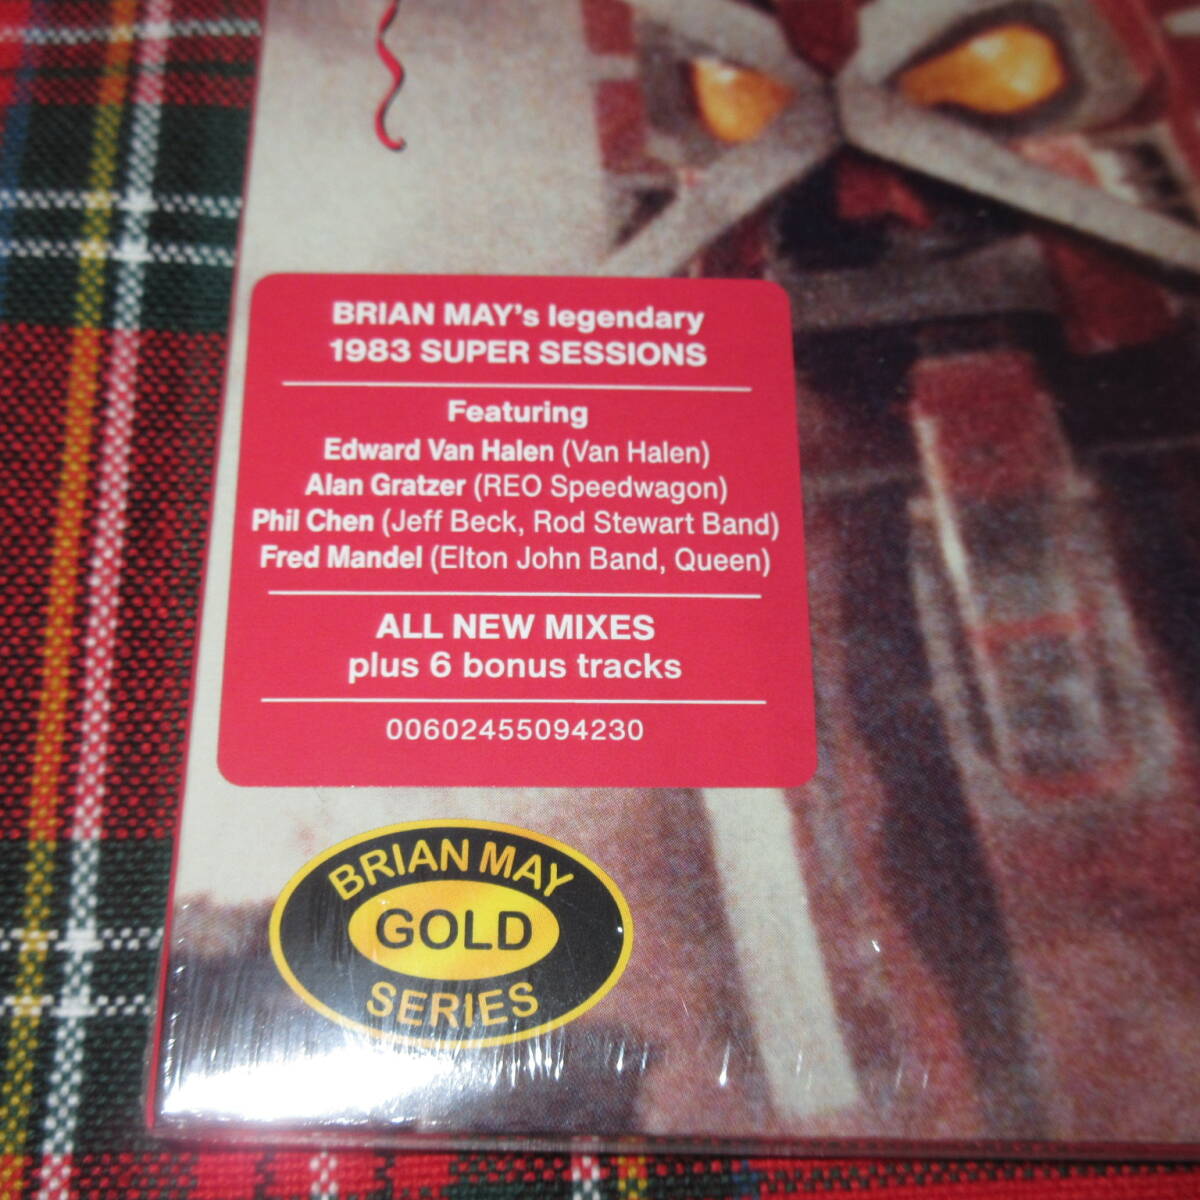 BRIAN MAY's legendary
1983 SUPER SESSIONS
Featuring
Edward Van Halen (Van Halen)
Alan Gratzer (REO Speedwagon)
Phil Chen (Jeff Beck, Rod Stewart Band)
Fred Mandel (Elton John Band, Queen)
ALL NEW MIXES
plus 6 bonus tracks
00602455094230
BRIAN MAY
GOLD
SERIES